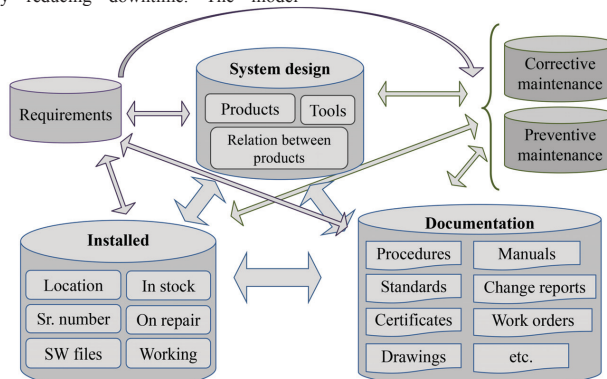 y reducing downtime. The model
System design
Products
Tools
Relation between
products
Requirements
Corrective
maintenance
Preventive
maintenance
Installed
Location
In stock
Sr. number
On repair
SW files
Working
Documentation
Procedures
Manuals
Standards
Change reports
Certificates
Work orders
Drawings
etc.